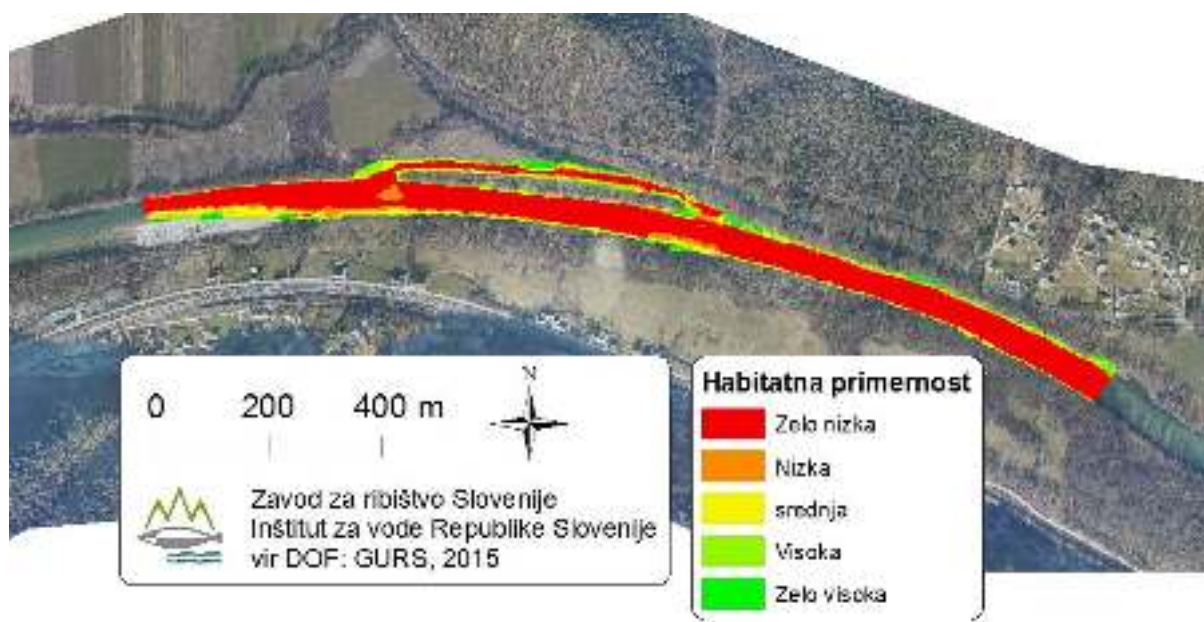 0 200 400 m
N
Zavod za ribištvo Slovenije
Inštitut za vode Republike Slovenije
vir DOF: GURS, 2015
Habitatna primernost
Zelo nizka
Nizka
srednja
Visoka
Zelo visoka